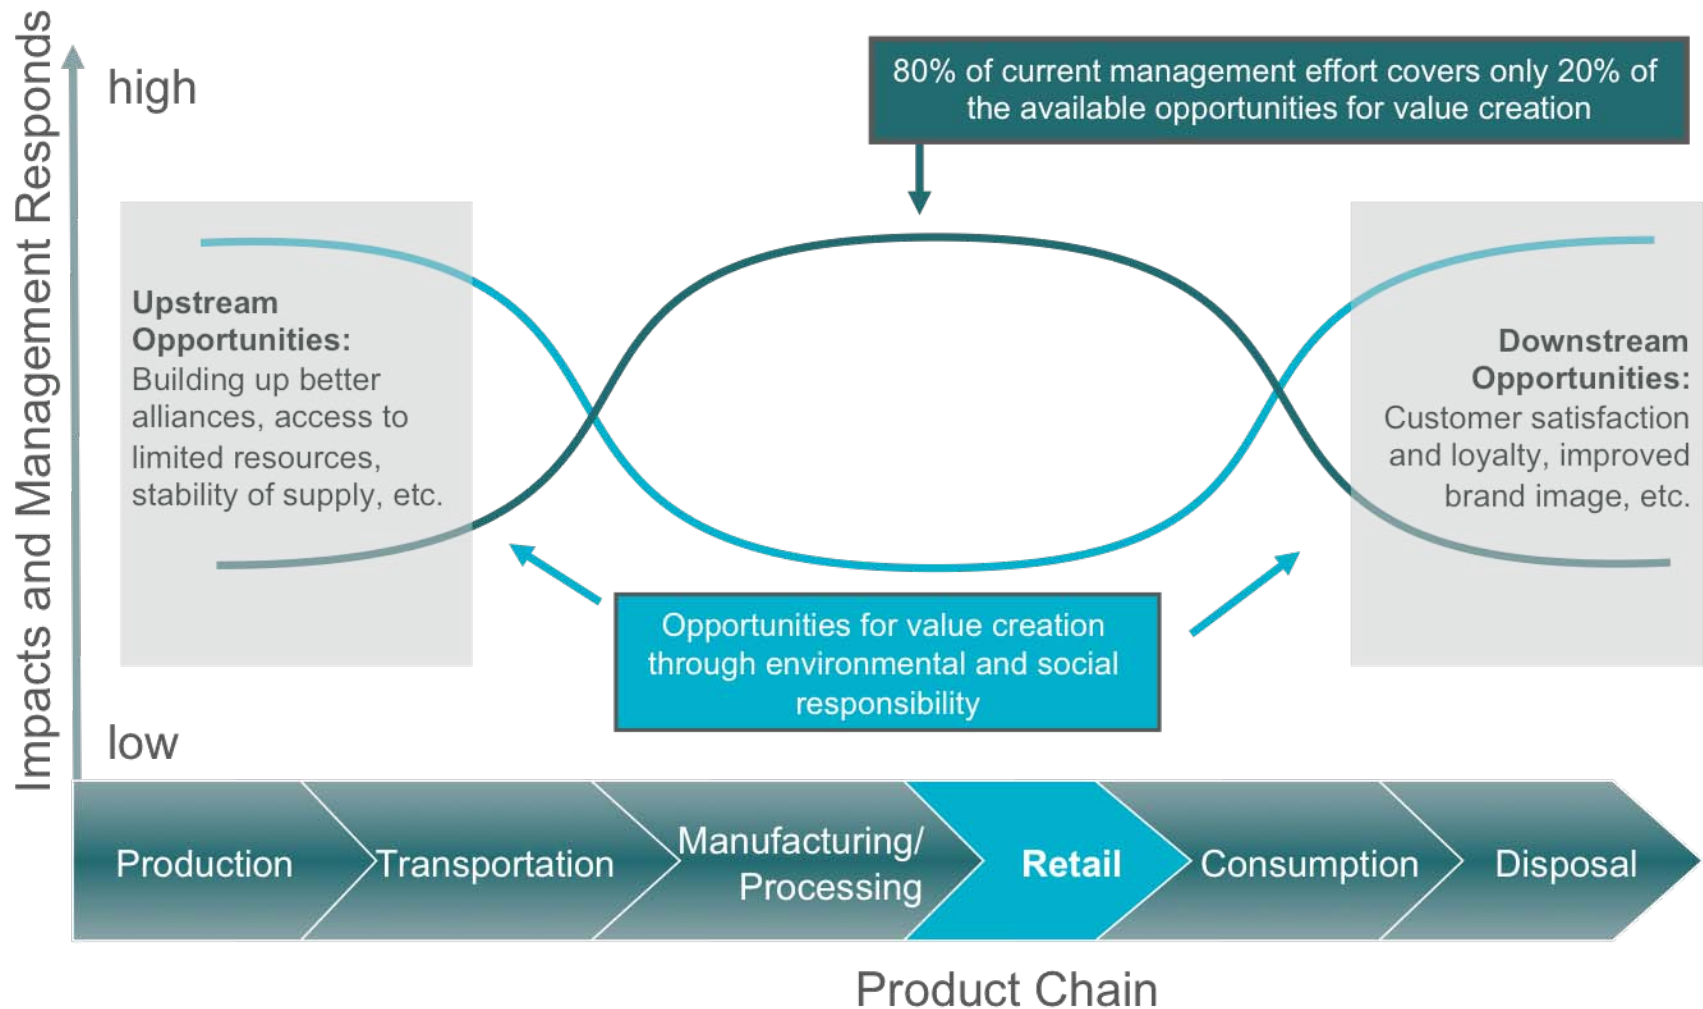 Impacts and Management Responds
high
80% of current management effort covers only 20% of
the available opportunities for value creation
Upstream
Opportunities:
Building up better
alliances, access to
limited resources,
stability of supply, etc.
Downstream
Opportunities:
Customer satisfaction
and loyalty, improved
brand image, etc.
Opportunities for value creation
through environmental and social
responsibility
low
Production
Transportation
Manufacturing/
Processing
Retail
Consumption
Disposal
Product Chain